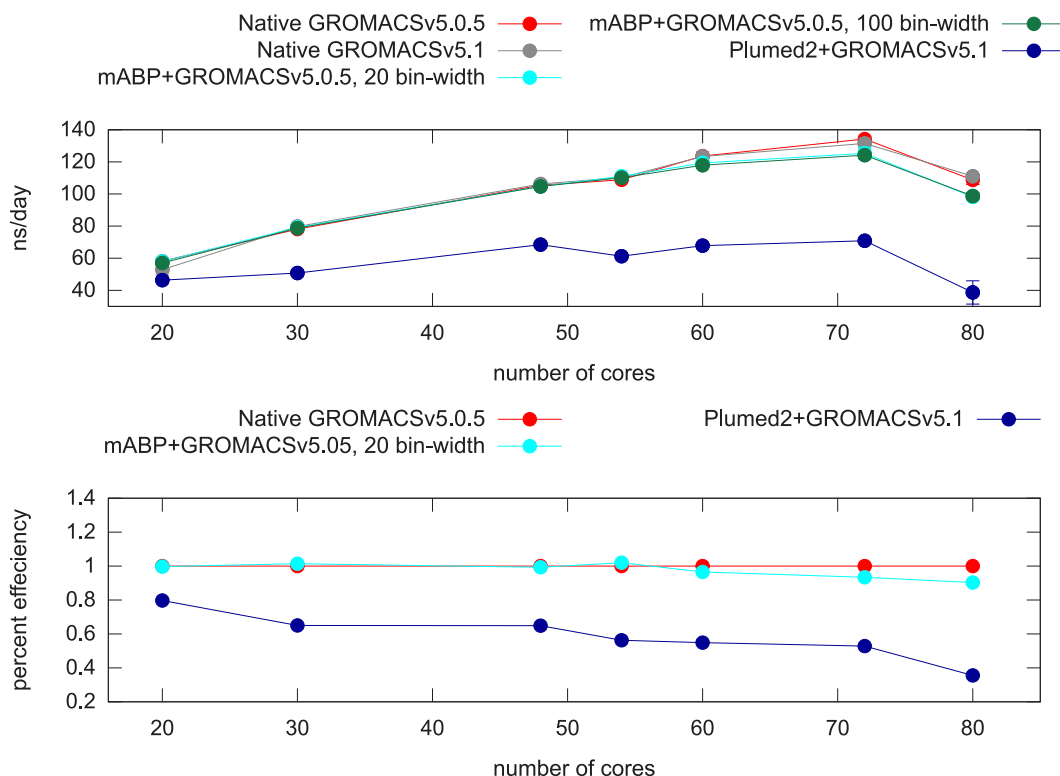 Native GROMACSv5.0.5
mABP+GROMACSv5.0.5, 100 bin-width
Native GROMACSv5.1
Plumed2+GROMACSv5.1
mABP+GROMACSv5.0.5, 20 bin-width
140
120
100
80
60
40
ns/day
20 30 40 50 60 70 80
number of cores
Native GROMACSv5.0.5
Plumed2+GROMACSv5.1
mABP+GROMACSv5.05, 20 bin-width
1.4
1.2
1
0.8
0.6
0.4
0.2
percent effeciency
20 30 40 50 60 70 80
number of cores